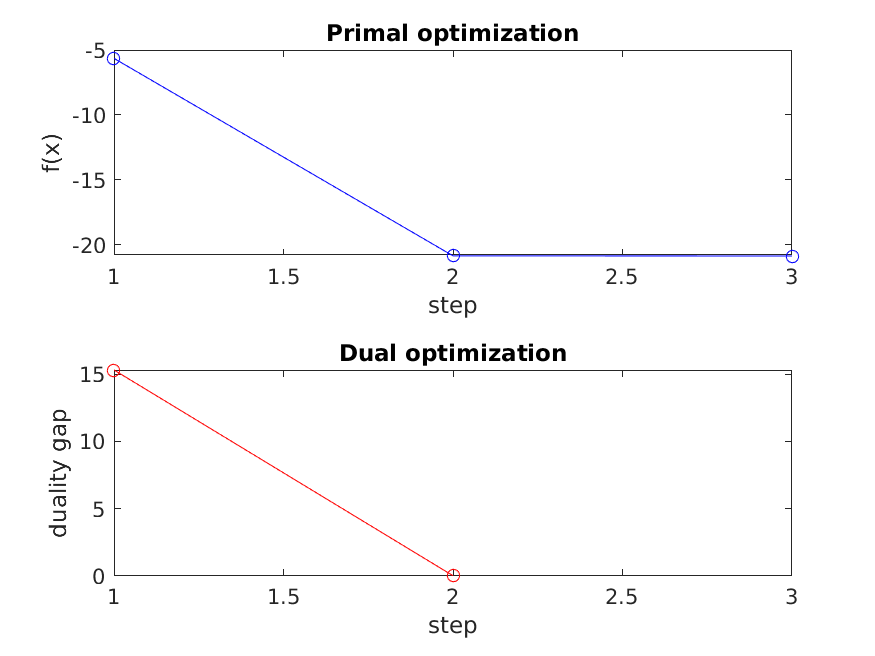 Primal optimization
-5
-10
-15
-20
f(x)
1 1.5 2 2.5 3
step
Dual optimization
15
10
5
0
duality gap
1 1.5 2 2.5 3
step